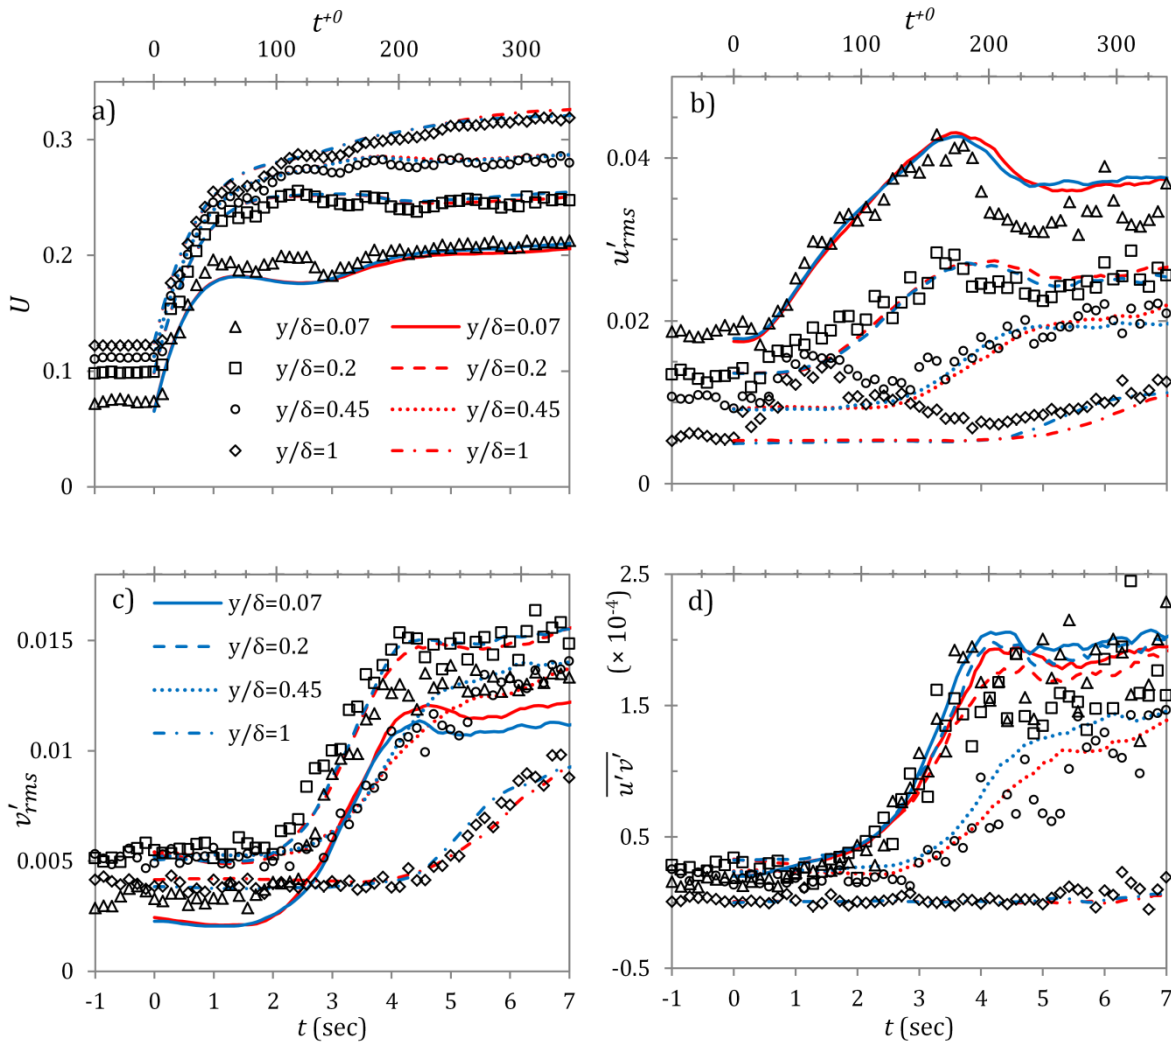 t⁺⁰
0 100 200 300
a)
0.3
0.2
0.1
0
U
y/δ=0.07 y/δ=0.07
y/δ=0.2 y/δ=0.2
y/δ=0.45 y/δ=0.45
y/δ=1 y/δ=1
t⁺⁰
0 100 200 300
b)
0.04
0.02
0
u'rms
c)
0.015
0.01
0.005
0
v'rms
y/δ=0.07
y/δ=0.2
y/δ=0.45
y/δ=1
-1 0 1 2 3 4 5 6 7
t (sec)
d)
(× 10⁻⁴)
2.5
1.5
0.5
-0.5
u'v'
-1 0 1 2 3 4 5 6 7
t (sec)